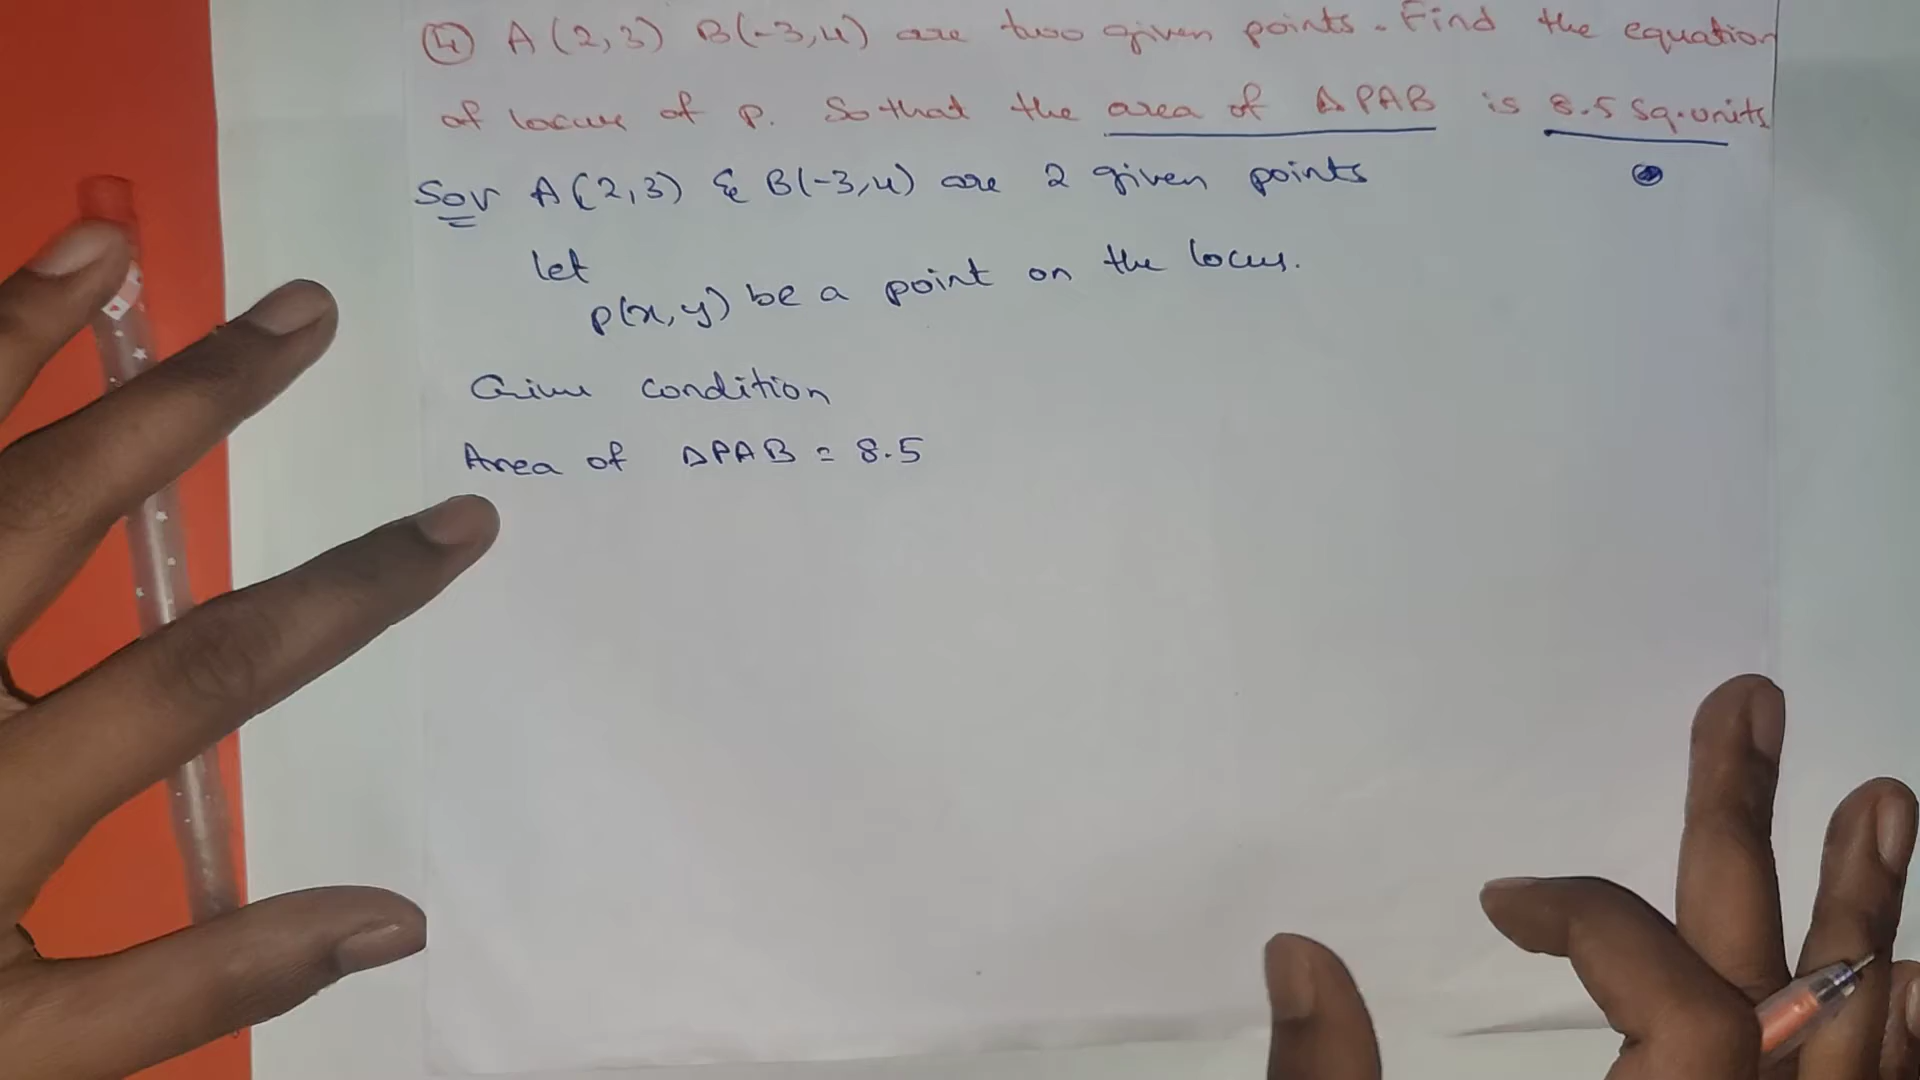 ④ A(2,3) B(-3,4) are two given points. Find the equation
of locus of P. So that the area of ΔPAB is 8.5 sq.units
Sol A(2,3) & B(-3,4) are 2 given points
let
P(x,y) be a point on the locus.
Given condition
Area of ΔPAB = 8.5